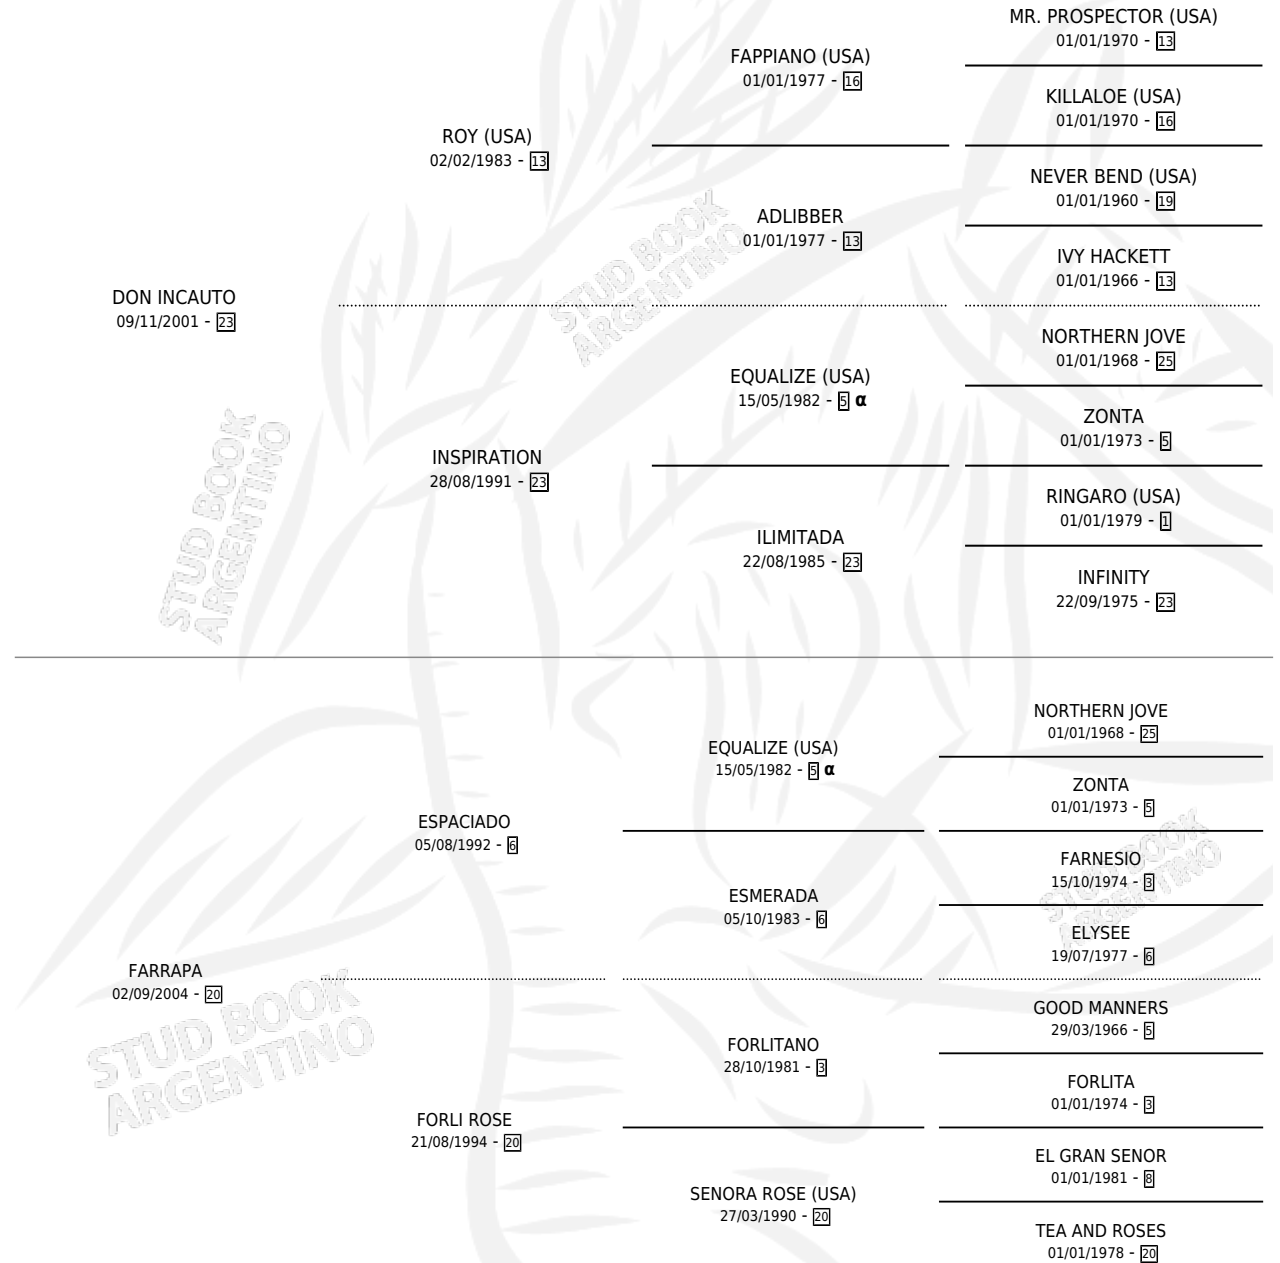 MR. PROSPECTOR (USA)
01/01/1970 - 13
FAPPIANO (USA)
01/01/1977 - 16
KILLALOE (USA)
01/01/1970 - 16
ROY (USA)
02/02/1983 - 13
NEVER BEND (USA)
01/01/1960 - 19
ADLIBBER
01/01/1977 - 13
IVY HACKETT
01/01/1966 - 13
DON INCAUTO
09/11/2001 - 23
NORTHERN JOVE
01/01/1968 - 25
EQUALIZE (USA)
15/05/1982 - 5 α
ZONTA
01/01/1973 - 5
INSPIRATION
28/08/1991 - 23
RINGARO (USA)
01/01/1979 - 1
ILIMITADA
22/08/1985 - 23
INFINITY
22/09/1975 - 23
STUD BOOK
ARGENTINO
STUD BOOK
ARGENTINO
NORTHERN JOVE
01/01/1968 - 25
EQUALIZE (USA)
15/05/1982 - 5 α
ZONTA
01/01/1973 - 5
ESPACIADO
05/08/1992 - 6
FARNESIO
15/10/1974 - 3
ESMERADA
05/10/1983 - 6
ELYSEE
19/07/1977 - 6
STUD BOOK
ARGENTINO
FARRAPA
02/09/2004 - 20
GOOD MANNERS
29/03/1966 - 5
FORLITANO
28/10/1981 - 3
FORLITA
01/01/1974 - 3
STUD BOOK
ARGENTINO
FORLI ROSE
21/08/1994 - 20
EL GRAN SENOR
01/01/1981 - 8
SENORA ROSE (USA)
27/03/1990 - 20
TEA AND ROSES
01/01/1978 - 20